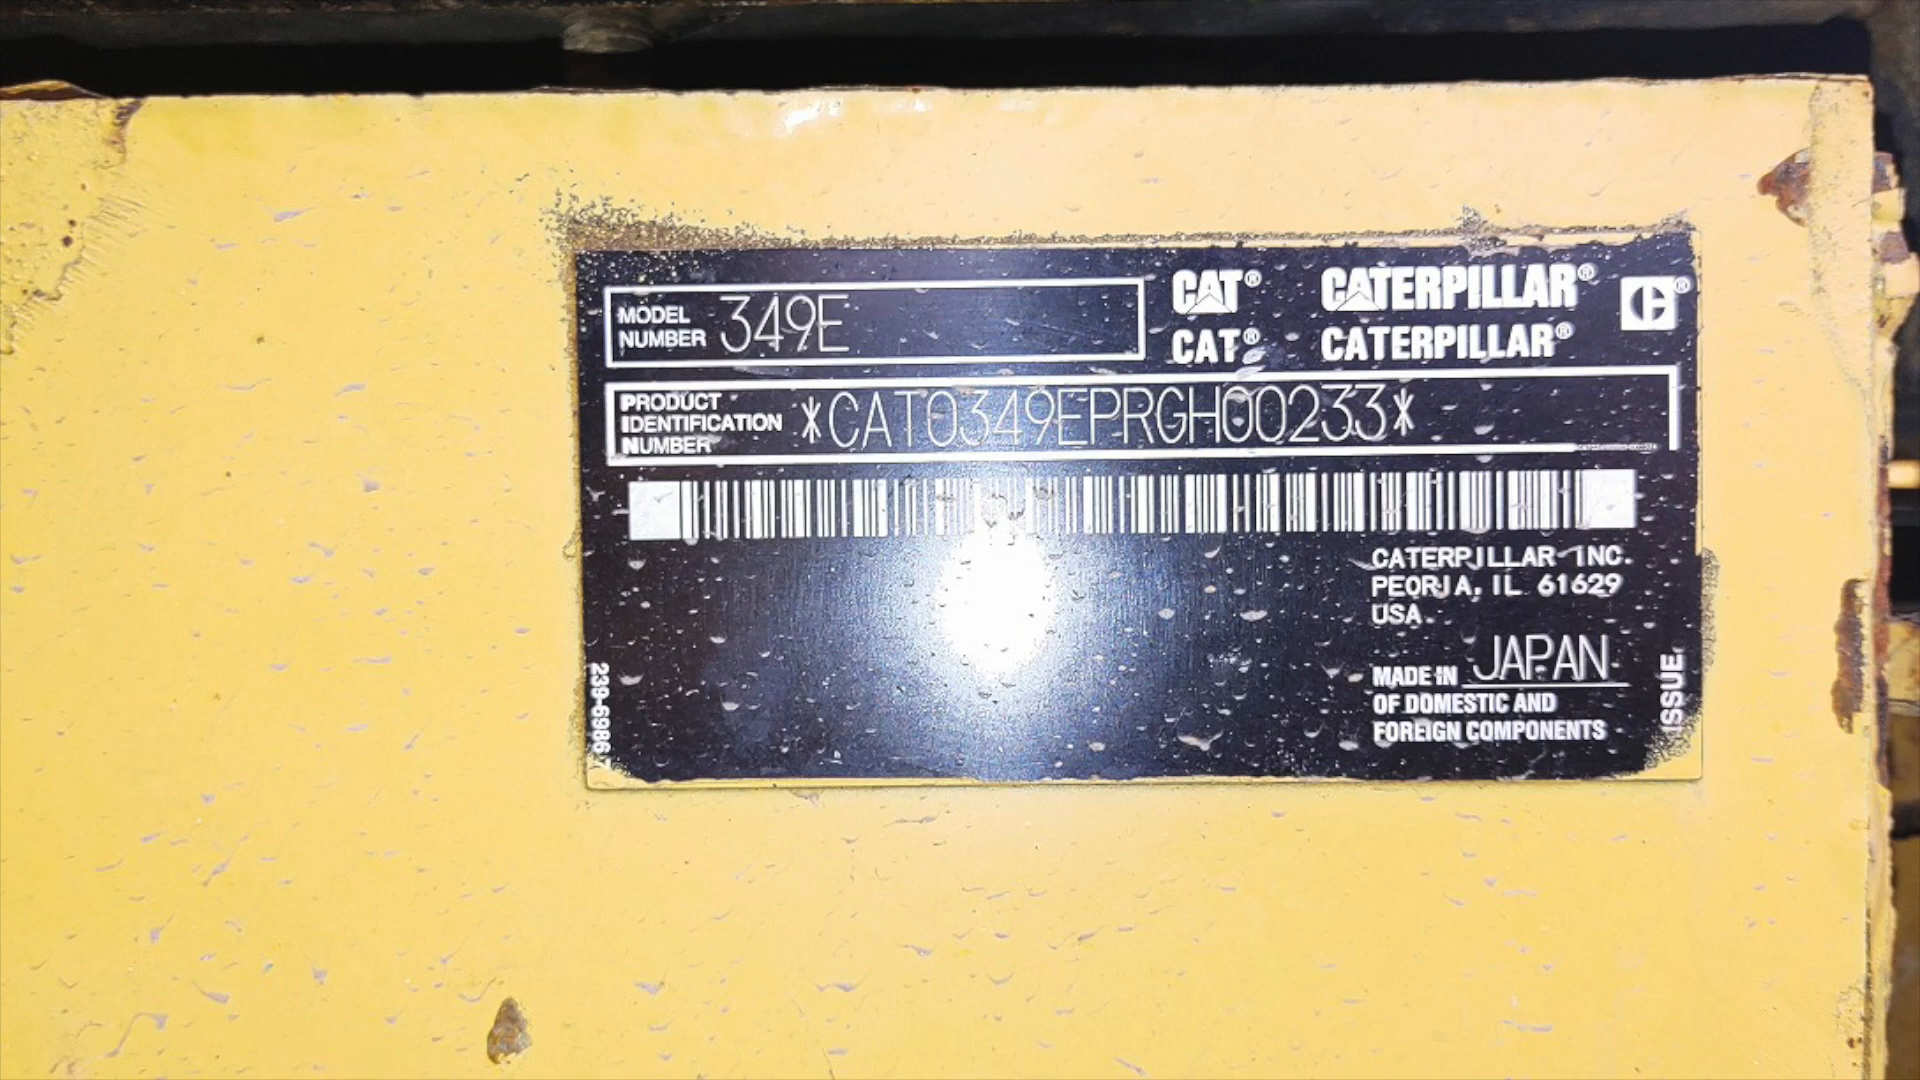 MODEL NUMBER 349E
CAT® CATERPILLAR® C®
CAT® CATERPILLAR®
PRODUCT IDENTIFICATION NUMBER *CAT0349EPRGH00233*
CATERPILLAR INC.
PEORIA, IL 61629
USA
MADE IN JAPAN
OF DOMESTIC AND
FOREIGN COMPONENTS
239-6986
ISSUE